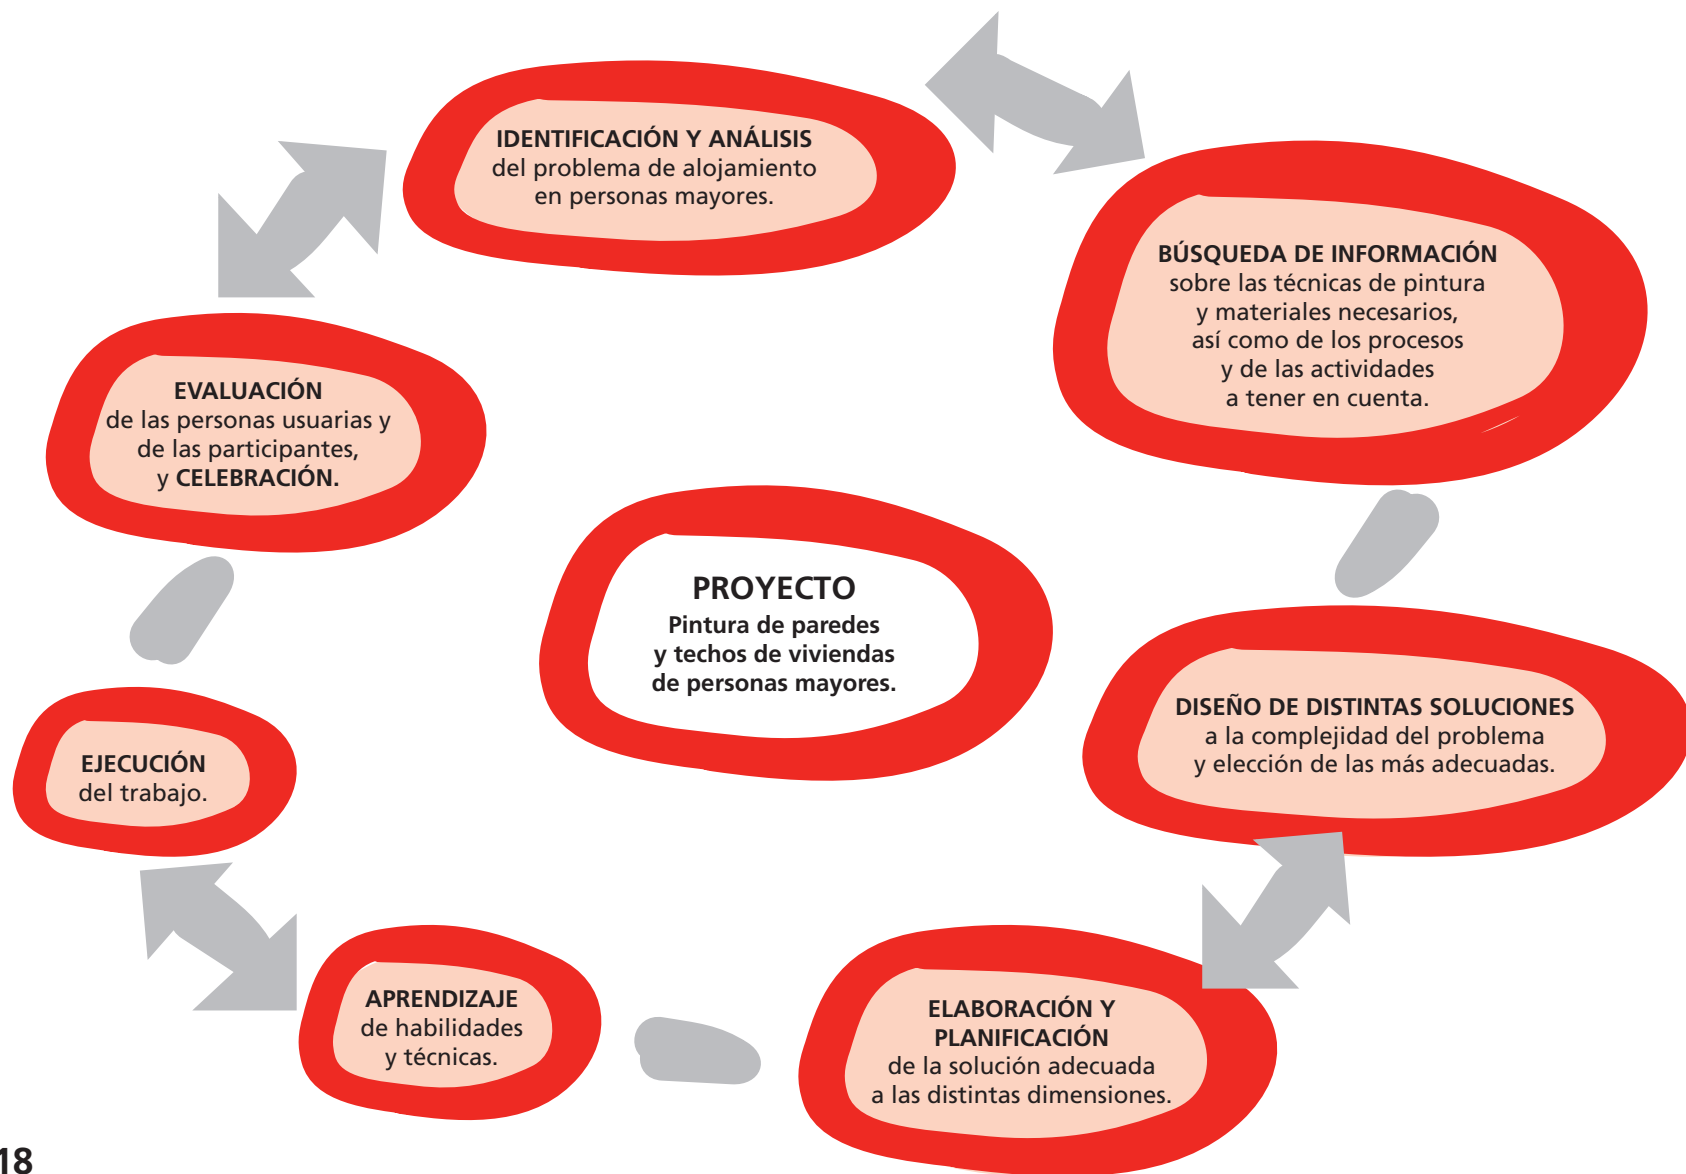 IDENTIFICACIÓN Y ANÁLISIS
del problema de alojamiento
en personas mayores.
BÚSQUEDA DE INFORMACIÓN
sobre las técnicas de pintura
y materiales necesarios,
así como de los procesos
y de las actividades
a tener en cuenta.
DISEÑO DE DISTINTAS SOLUCIONES
a la complejidad del problema
y elección de las más adecuadas.
ELABORACIÓN Y
PLANIFICACIÓN
de la solución adecuada
a las distintas dimensiones.
APRENDIZAJE
de habilidades
y técnicas.
EJECUCIÓN
del trabajo.
EVALUACIÓN
de las personas usuarias y
de las participantes,
y CELEBRACIÓN.
PROYECTO
Pintura de paredes
y techos de viviendas
de personas mayores.
18